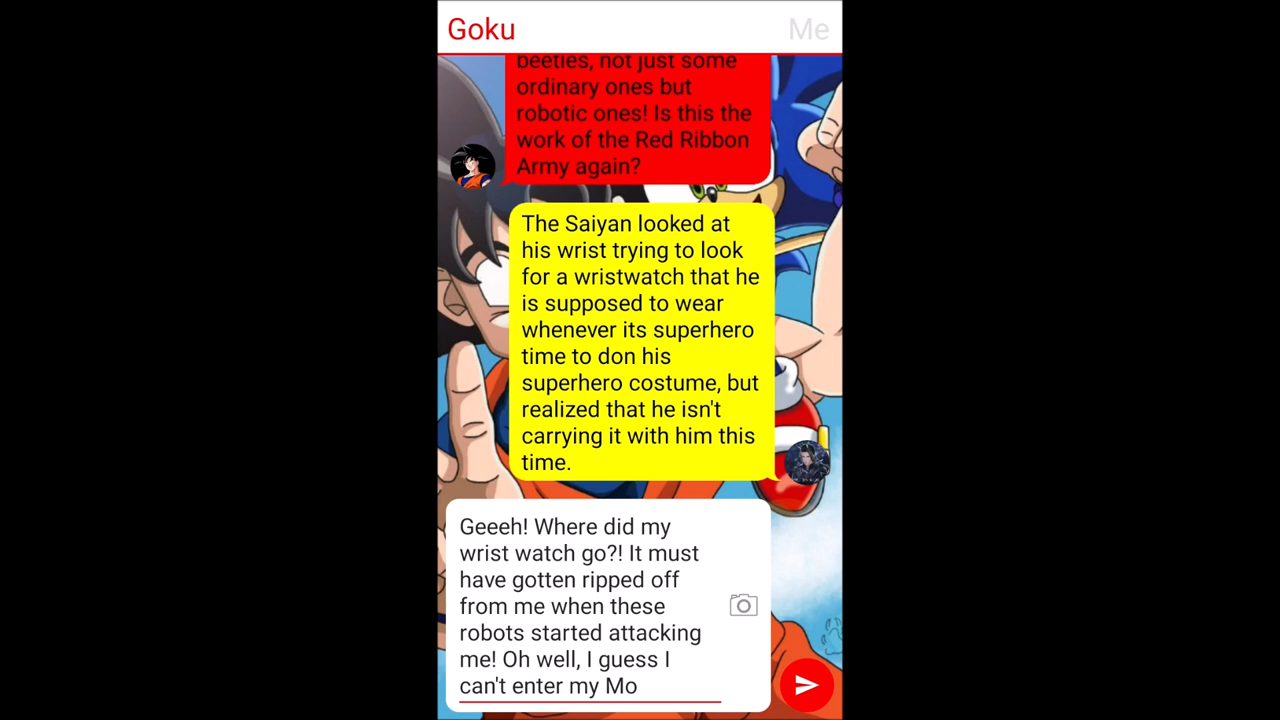 Goku
Me
beetles, not just some
ordinary ones but
robotic ones! Is this the
work of the Red Ribbon
Army again?
The Saiyan looked at
his wrist trying to look
for a wristwatch that he
is supposed to wear
whenever its superhero
time to don his
superhero costume, but
realized that he isn't
carrying it with him this
time.
Geeeh! Where did my
wrist watch go?! It must
have gotten ripped off
from me when these
robots started attacking
me! Oh well, I guess I
can't enter my Mo